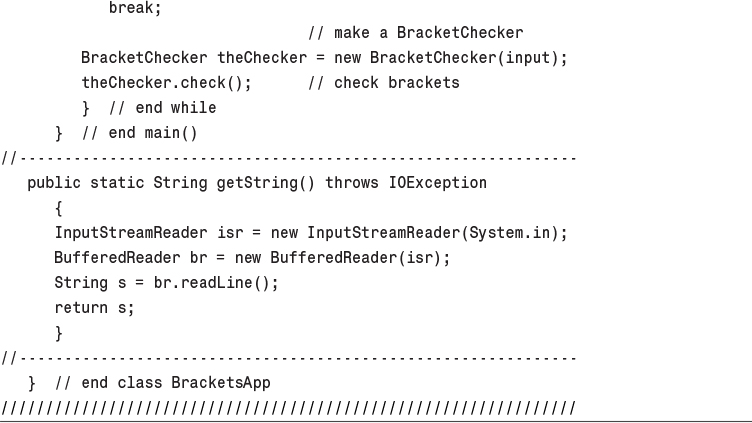 break;
// make a BracketChecker
BracketChecker theChecker = new BracketChecker(input);
theChecker.check(); // check brackets
} // end while
} // end main()
//--------------------------------------------------------------
public static String getString() throws IOException
{
InputStreamReader isr = new InputStreamReader(System.in);
BufferedReader br = new BufferedReader(isr);
String s = br.readLine();
return s;
}
//--------------------------------------------------------------
} // end class BracketsApp
////////////////////////////////////////////////////////////////